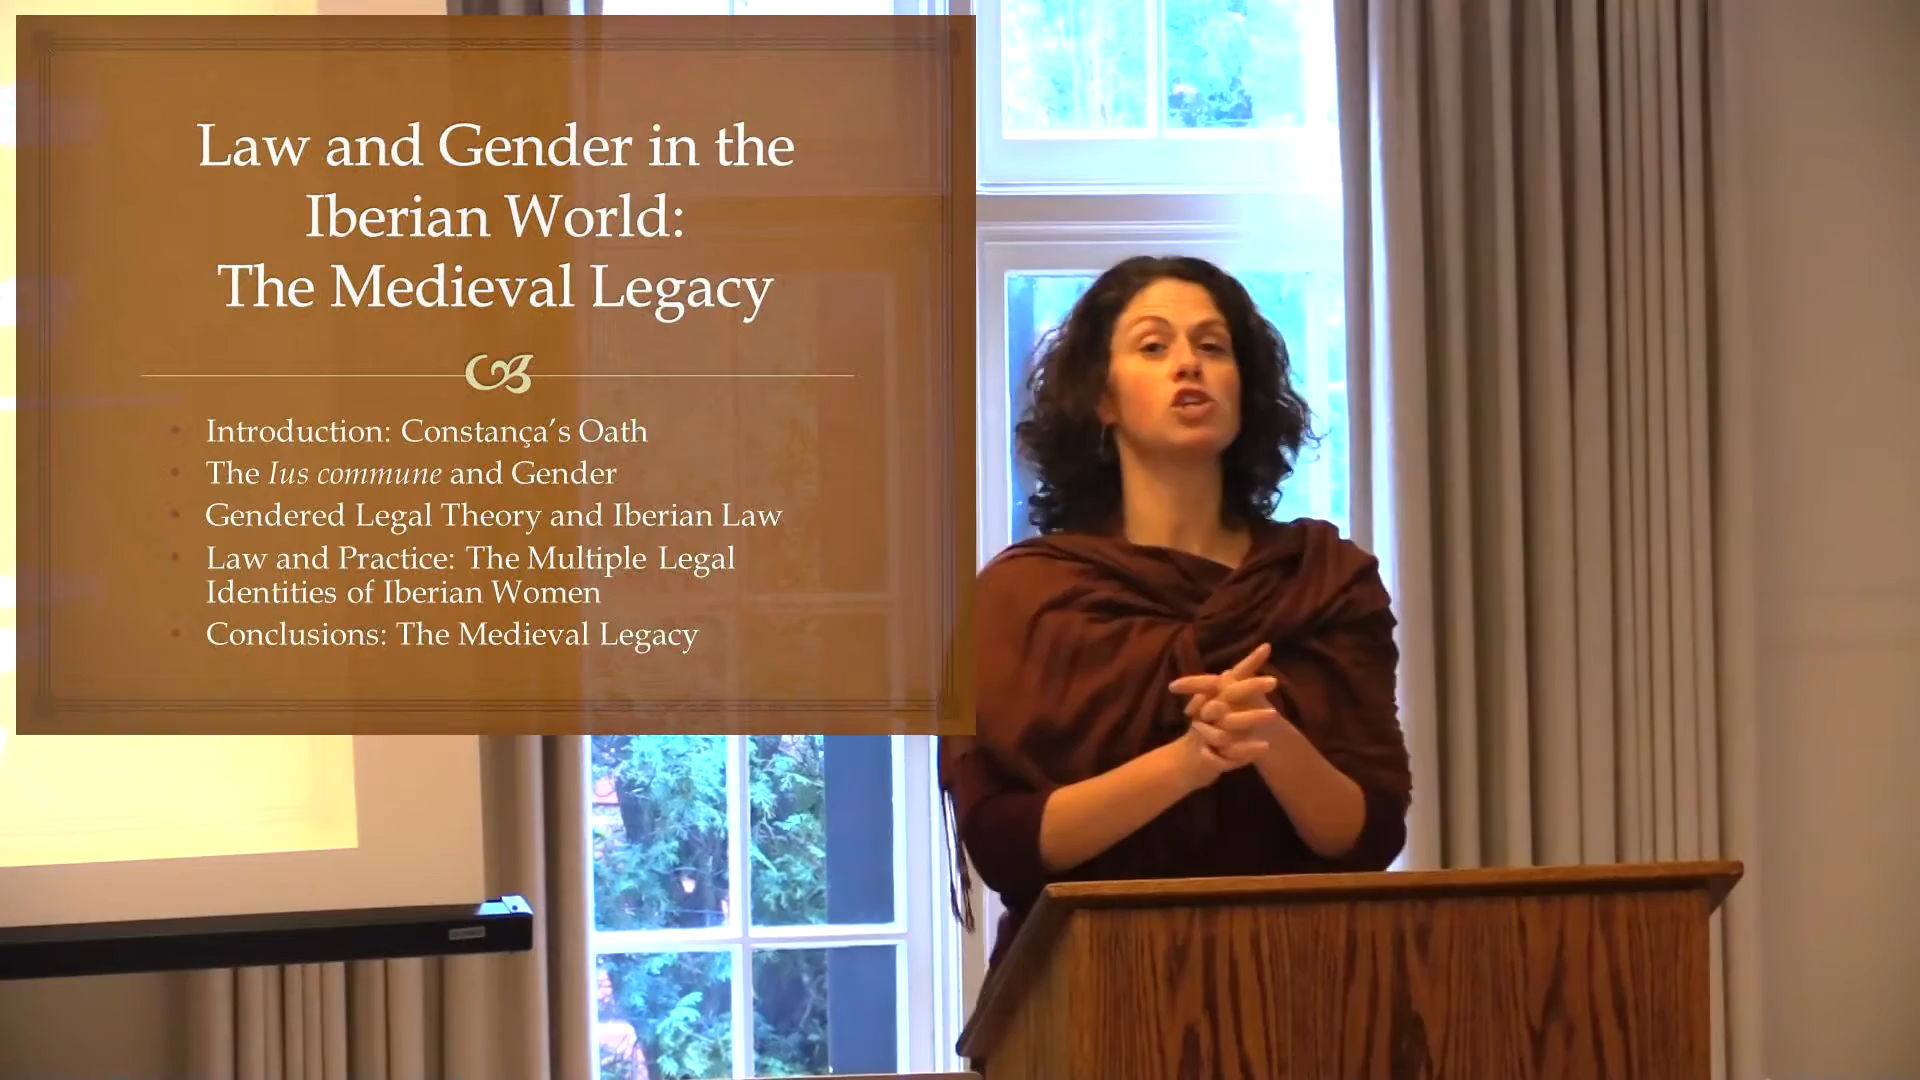 Law and Gender in the
Iberian World:
The Medieval Legacy
Introduction: Constança's Oath
The Ius commune and Gender
Gendered Legal Theory and Iberian Law
Law and Practice: The Multiple Legal
Identities of Iberian Women
Conclusions: The Medieval Legacy